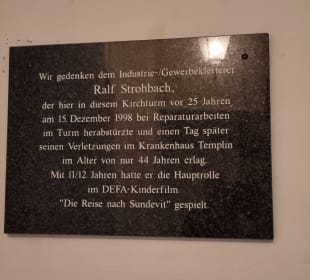 Wir gedenken dem Industrie-/Gewerbekletterer
Ralf Strohbach,
der hier in diesem Kirchturm vor 25 Jahren
am 15. Dezember 1998 bei Reparaturarbeiten
im Turm herabstürzte und einen Tag später
seinen Verletzungen im Krankenhaus Templin
im Alter von nur 44 Jahren erlag.
Mit 11/12 Jahren hatte er die Hauptrolle
im DEFA-Kinderfilm
"Die Reise nach Sundevit" gespielt.